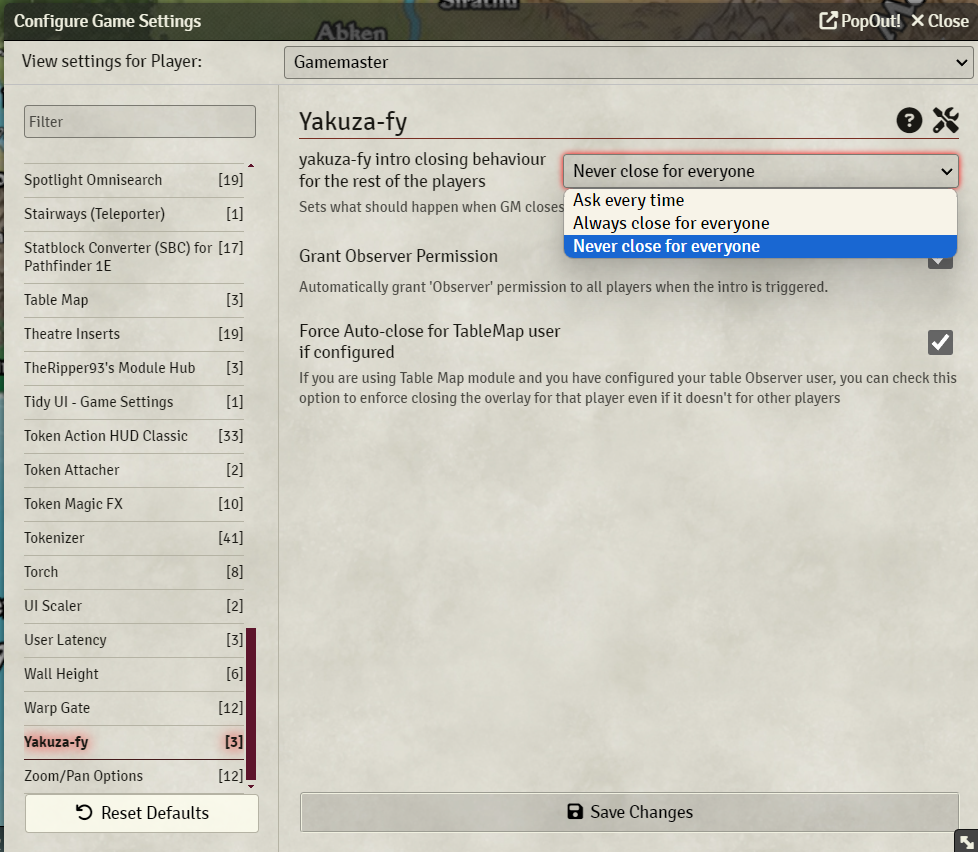 Sirathu
Configure Game Settings
PopOut!
Close
Abken
View settings for Player:
Gamemaster
Filter
Spotlight Omnisearch [19]
Stairways (Teleporter) [1]
Statblock Converter (SBC) for [17]
Pathfinder 1E
Table Map [3]
Theatre Inserts [19]
TheRipper93's Module Hub [3]
Tidy UI - Game Settings [1]
Token Action HUD Classic [33]
Token Attacher [2]
Token Magic FX [10]
Tokenizer [41]
Torch [8]
UI Scaler [2]
User Latency [3]
Wall Height [6]
Warp Gate [12]
Yakuza-fy [3]
Zoom/Pan Options [12]
Reset Defaults
Yakuza-fy
yakuza-fy intro closing behaviour
for the rest of the players
Never close for everyone
Ask every time
Always close for everyone
Never close for everyone
Sets what should happen when GM closes
Grant Observer Permission
Automatically grant 'Observer' permission to all players when the intro is triggered.
Force Auto-close for TableMap user
if configured
If you are using Table Map module and you have configured your table Observer user, you can check this
option to enforce closing the overlay for that player even if it doesn't for other players
Save Changes